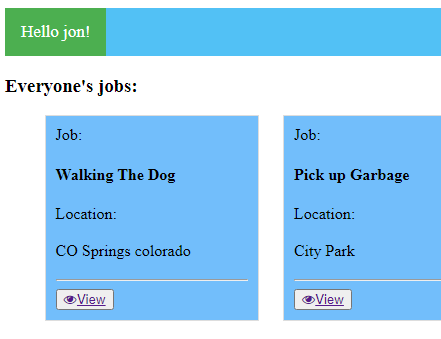 Hello jon!
Everyone's jobs:
Job:
Walking The Dog
Location:
CO Springs colorado
View
Job:
Pick up Garbage
Location:
City Park
View